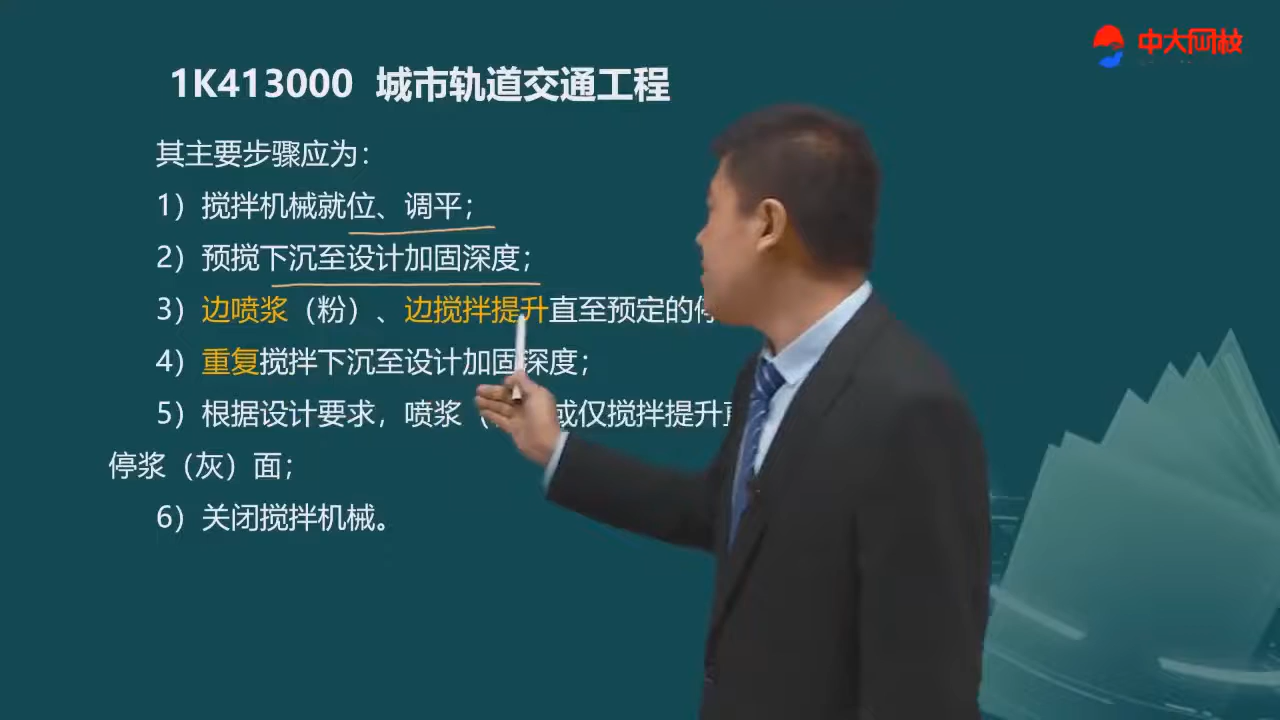 中大网校
1K413000 城市轨道交通工程
其主要步骤应为：
1）搅拌机械就位、调平；
2）预搅下沉至设计加固深度；
3）边喷浆（粉）、边搅拌提升直至预定的
4）重复搅拌下沉至设计加固深度；
5）根据设计要求，喷浆（ 或仅搅拌提升
停浆（灰）面；
6）关闭搅拌机械。